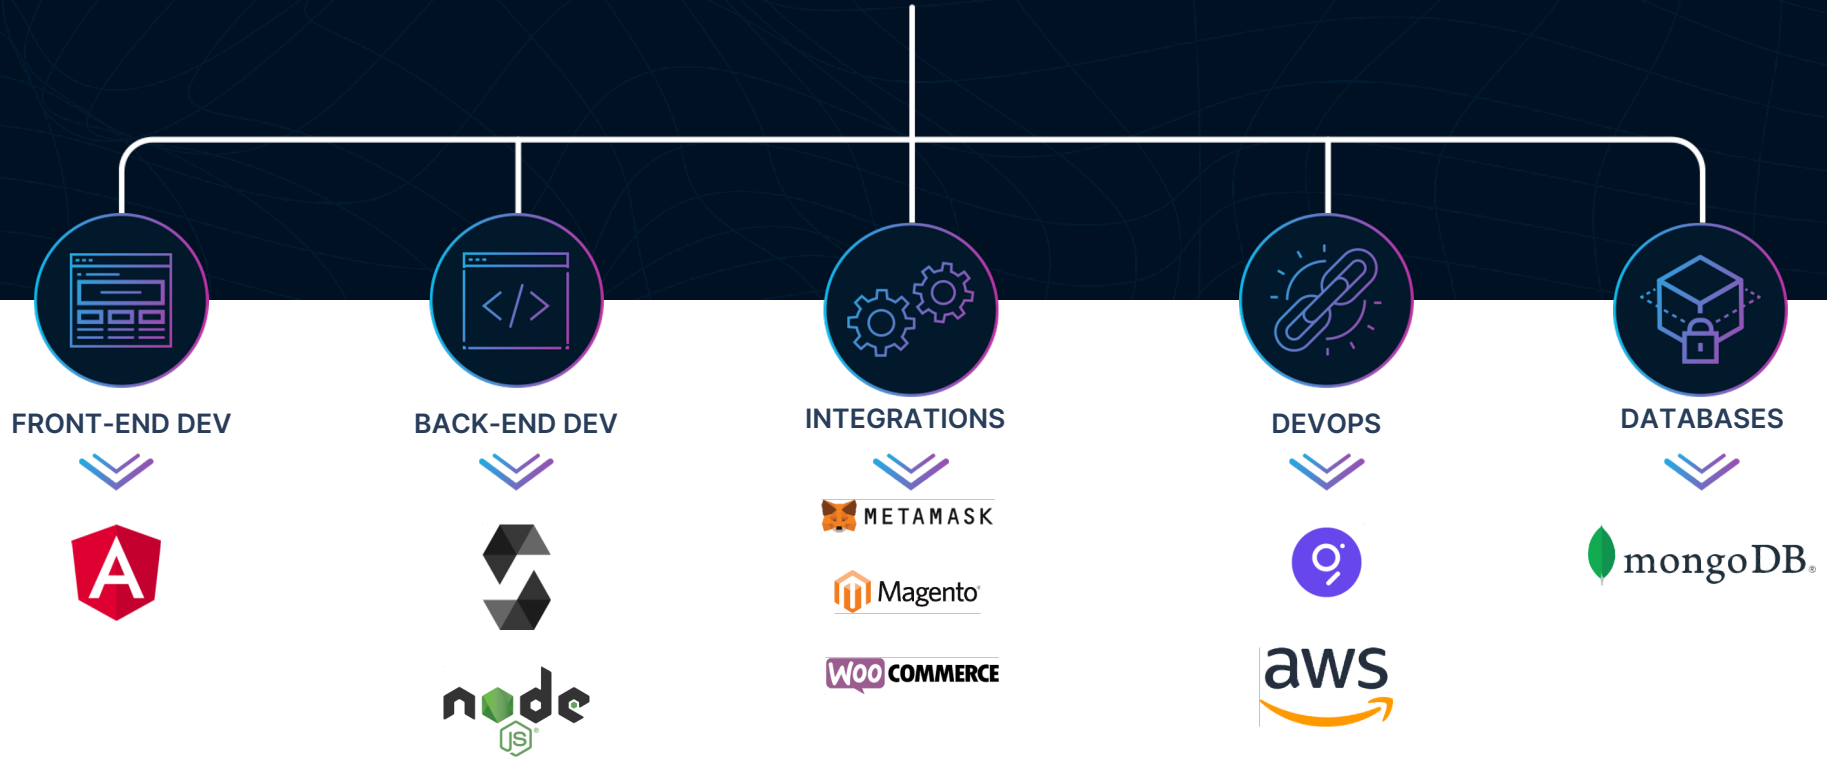 FRONT-END DEV
BACK-END DEV
INTEGRATIONS
DEVOPS
DATABASES
METAMASK
Magento®
WOO COMMERCE
aws
mongoDB®
node®
JS